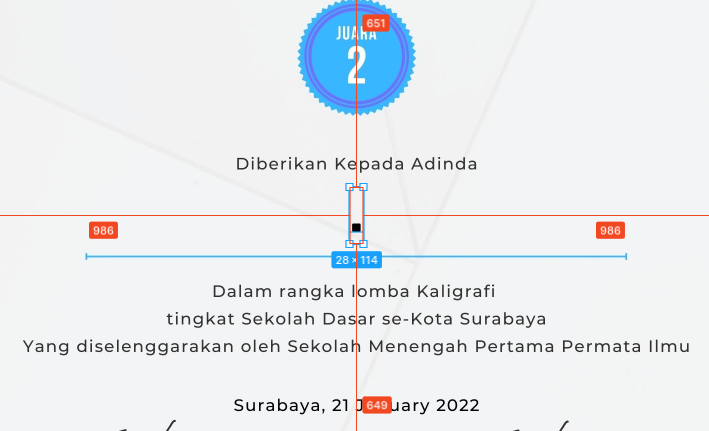 JUARA
651
2
Diberikan Kepada Adinda
986
986
28 × 114
Dalam rangka lomba Kaligrafi
tingkat Sekolah Dasar se-Kota Surabaya
Yang diselenggarakan oleh Sekolah Menengah Pertama Permata Ilmu
Surabaya, 21 January 2022
649